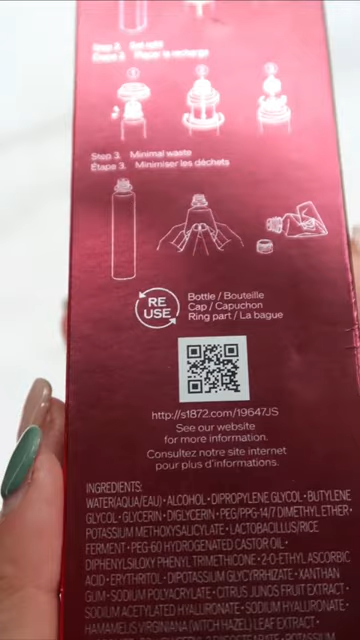 Step 2. Set refill
Étape 2. Placer la recharge
Step 3. Minimal waste
Étape 3. Minimiser les déchets
RE
USE
Bottle / Bouteille
Cap / Capuchon
Ring part / La bague
http://s1872.com/19647JS
See our website
for more information.
Consultez notre site internet
pour plus d'informations.
INGREDIENTS:
WATER(AQUA/EAU)・ALCOHOL・DIPROPYLENE GLYCOL・BUTYLENE
GLYCOL・GLYCERIN・DIGLYCERIN・PEG/PPG-14/7 DIMETHYL ETHER・
POTASSIUM METHOXYSALICYLATE・LACTOBACILLUS/RICE
FERMENT・PEG-60 HYDROGENATED CASTOR OIL・
DIPHENYLSILOXY PHENYL TRIMETHICONE・2-O-ETHYL ASCORBIC
ACID・ERYTHRITOL・DIPOTASSIUM GLYCYRRHIZATE・XANTHAN
GUM・SODIUM POLYACRYLATE・CITRUS JUNOS FRUIT EXTRACT・
SODIUM ACETYLATED HYALURONATE・SODIUM HYALURONATE・
HAMAMELIS VIRGINIANA (WITCH HAZEL) LEAF EXTRACT・